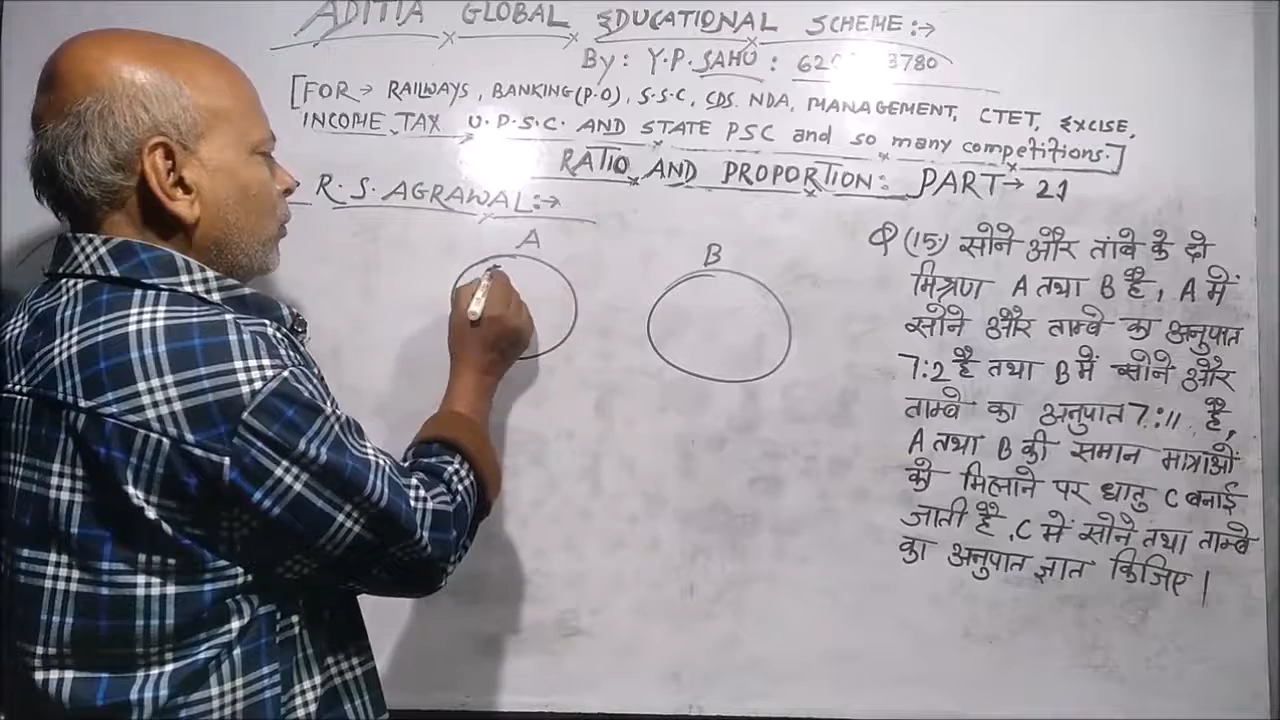 ADITIA GLOBAL EDUCATIONAL SCHEME:→
By: Y.P. SAHU : 62 3780
[FOR → RAILWAYS, BANKING(P.O), S.S.C, CDS. NDA, MANAGEMENT, CTET, EXCISE,
INCOME TAX U.P.S.C. AND STATE PSC and so many competitions.]
RATIO AND PROPORTION: PART → 21
R.S. AGRAWAL:→
A
B
Q (15) सोने और तांबे के दो
मिश्रण A तथा B है, A में
सोने और ताम्बे का अनुपात
7:2 है तथा B में सोने और
ताम्बे का अनुपात 7:11 है,
A तथा B की समान मात्राओं
को मिलाने पर धातु C बनाई
जाती है. C में सोने तथा ताम्बे
का अनुपात ज्ञात किजिए।